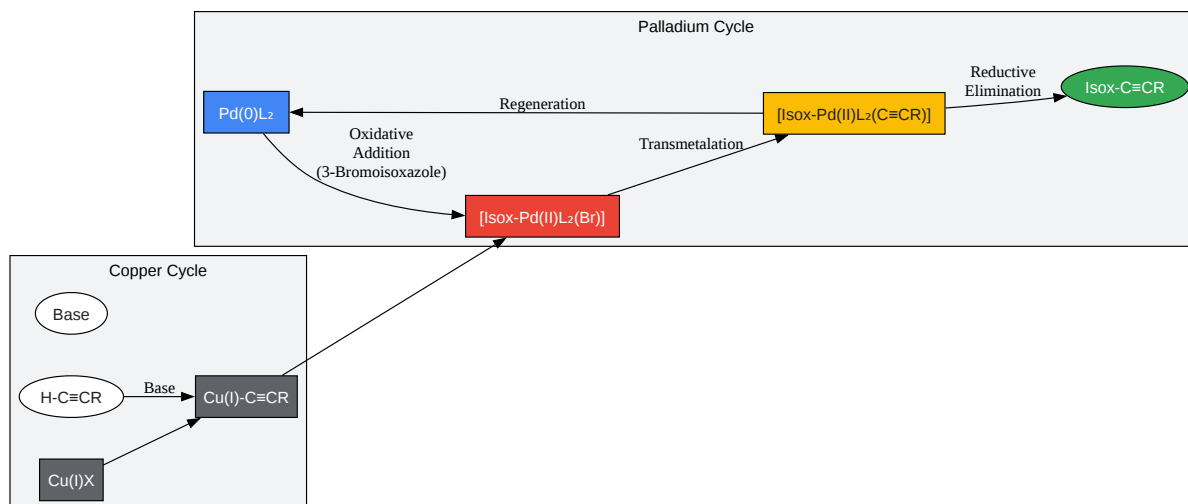 Palladium Cycle
Pd(0)L₂
Regeneration
[Isox-Pd(II)L₂(C≡CR)]
Reductive
Elimination
Isox-C≡CR
Oxidative
Addition
(3-Bromoisoxazole)
Transmetalation
[Isox-Pd(II)L₂(Br)]
Copper Cycle
Base
H-C≡CR
Base
Cu(I)-C≡CR
Cu(I)X